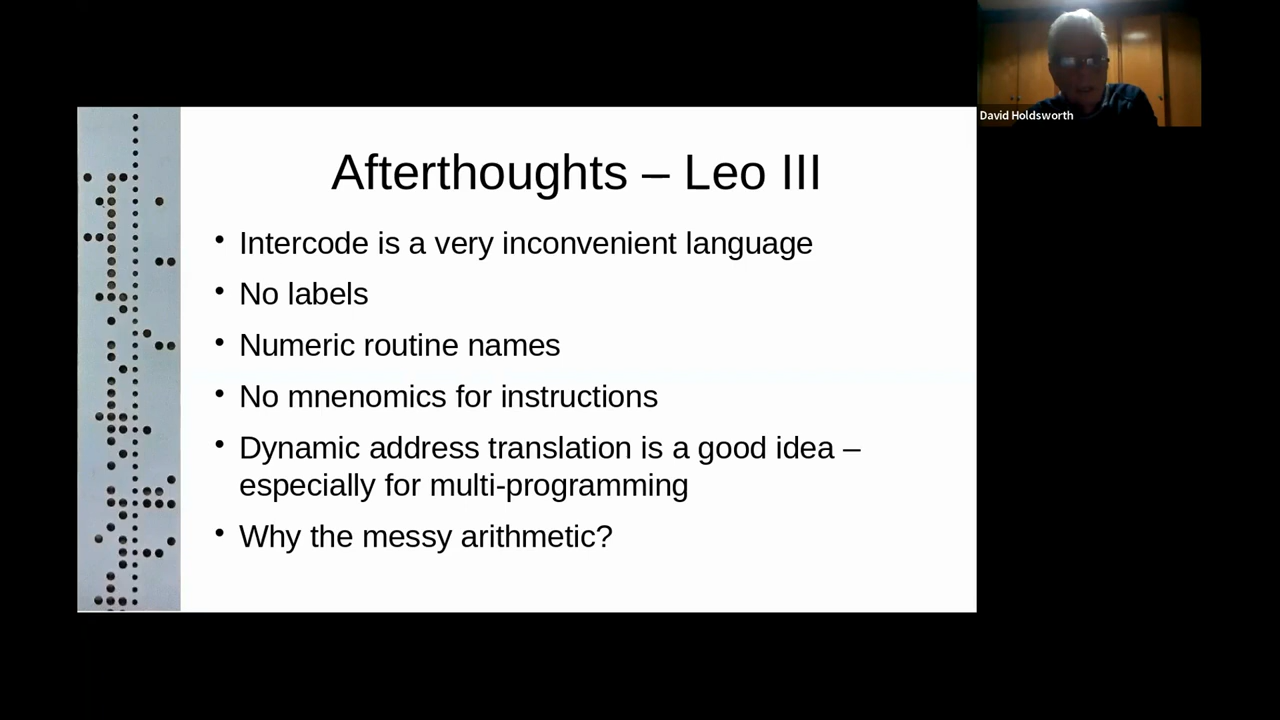 David Holdsworth
Afterthoughts – Leo III
• Intercode is a very inconvenient language
• No labels
• Numeric routine names
• No mnenomics for instructions
• Dynamic address translation is a good idea –
especially for multi-programming
• Why the messy arithmetic?